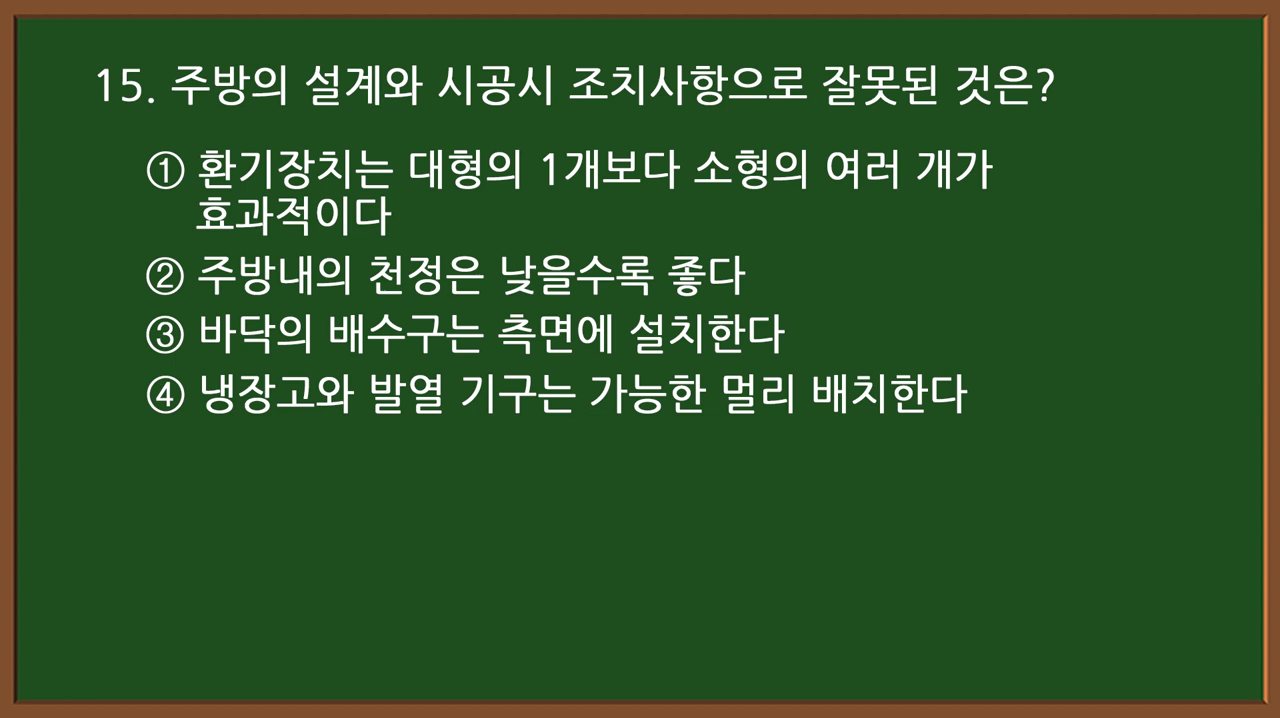 15. 주방의 설계와 시공시 조치사항으로 잘못된 것은?
① 환기장치는 대형의 1개보다 소형의 여러 개가
효과적이다
② 주방내의 천정은 낮을수록 좋다
③ 바닥의 배수구는 측면에 설치한다
④ 냉장고와 발열 기구는 가능한 멀리 배치한다